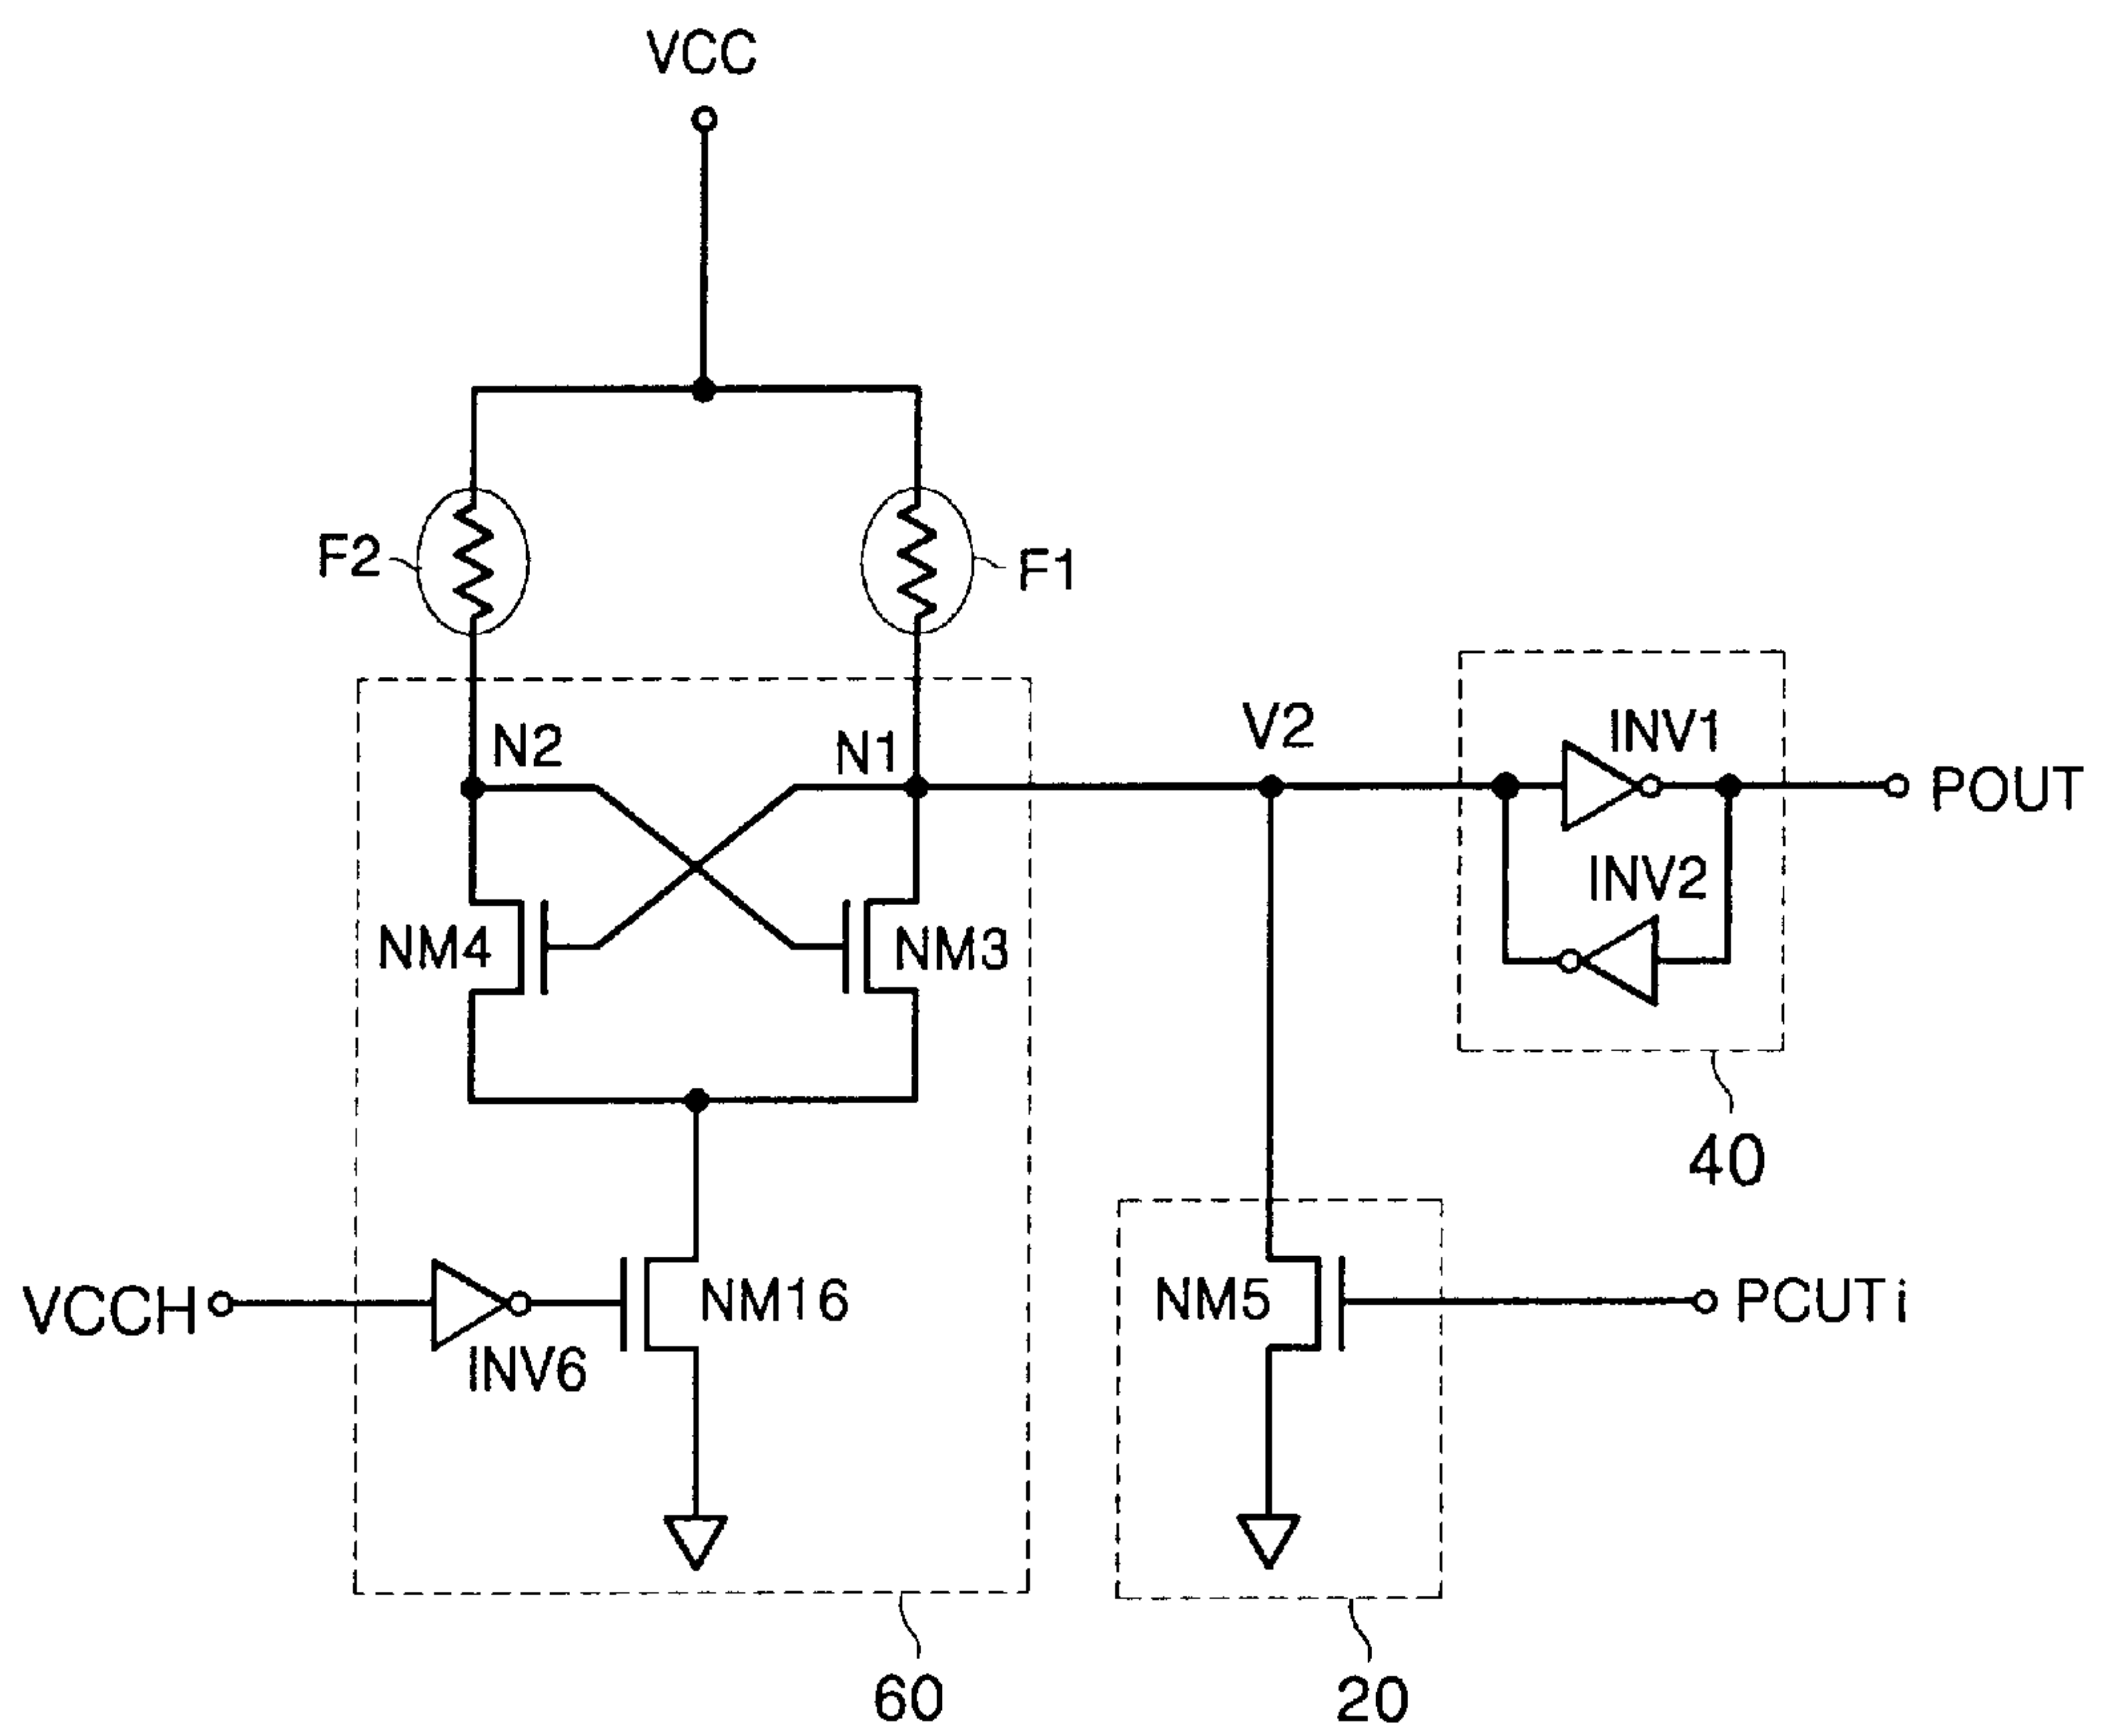 VCC
F2
F1
N2
N1
V2
INV1
POUT
INV2
NM4
NM3
40
VCCH
INV6
NM16
NM5
PCUTi
60
20